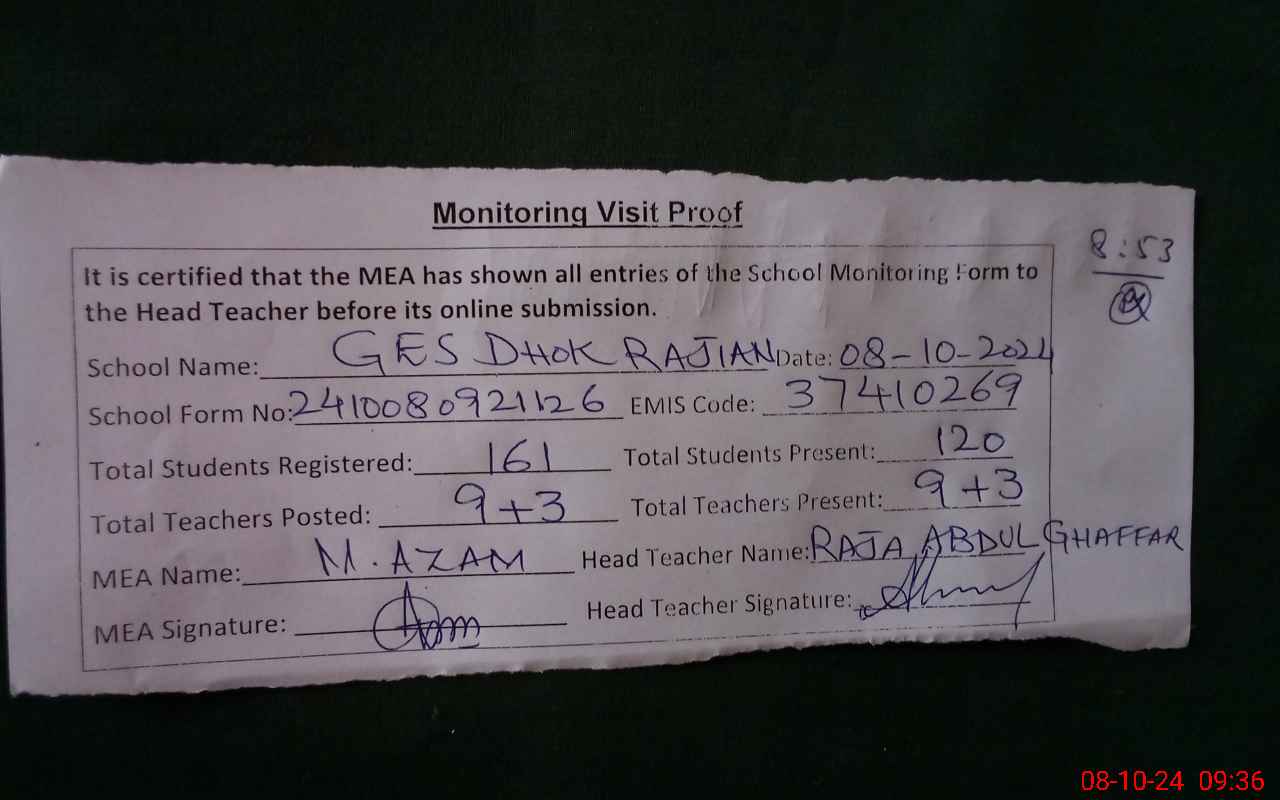 Monitoring Visit Proof
8:53
It is certified that the MEA has shown all entries of the School Monitoring Form to
the Head Teacher before its online submission.
School Name: GES DHOK RAJIAN Date: 08-10-2024
School Form No: 2410080921126 EMIS Code: 37410269
Total Students Registered: 161 Total Students Present: 120
Total Teachers Posted: 9+3 Total Teachers Present: 9+3
MEA Name: M. AZAM Head Teacher Name: RAJA ABDUL GHAFFAR
MEA Signature: Head Teacher Signature:
08-10-24 09:36